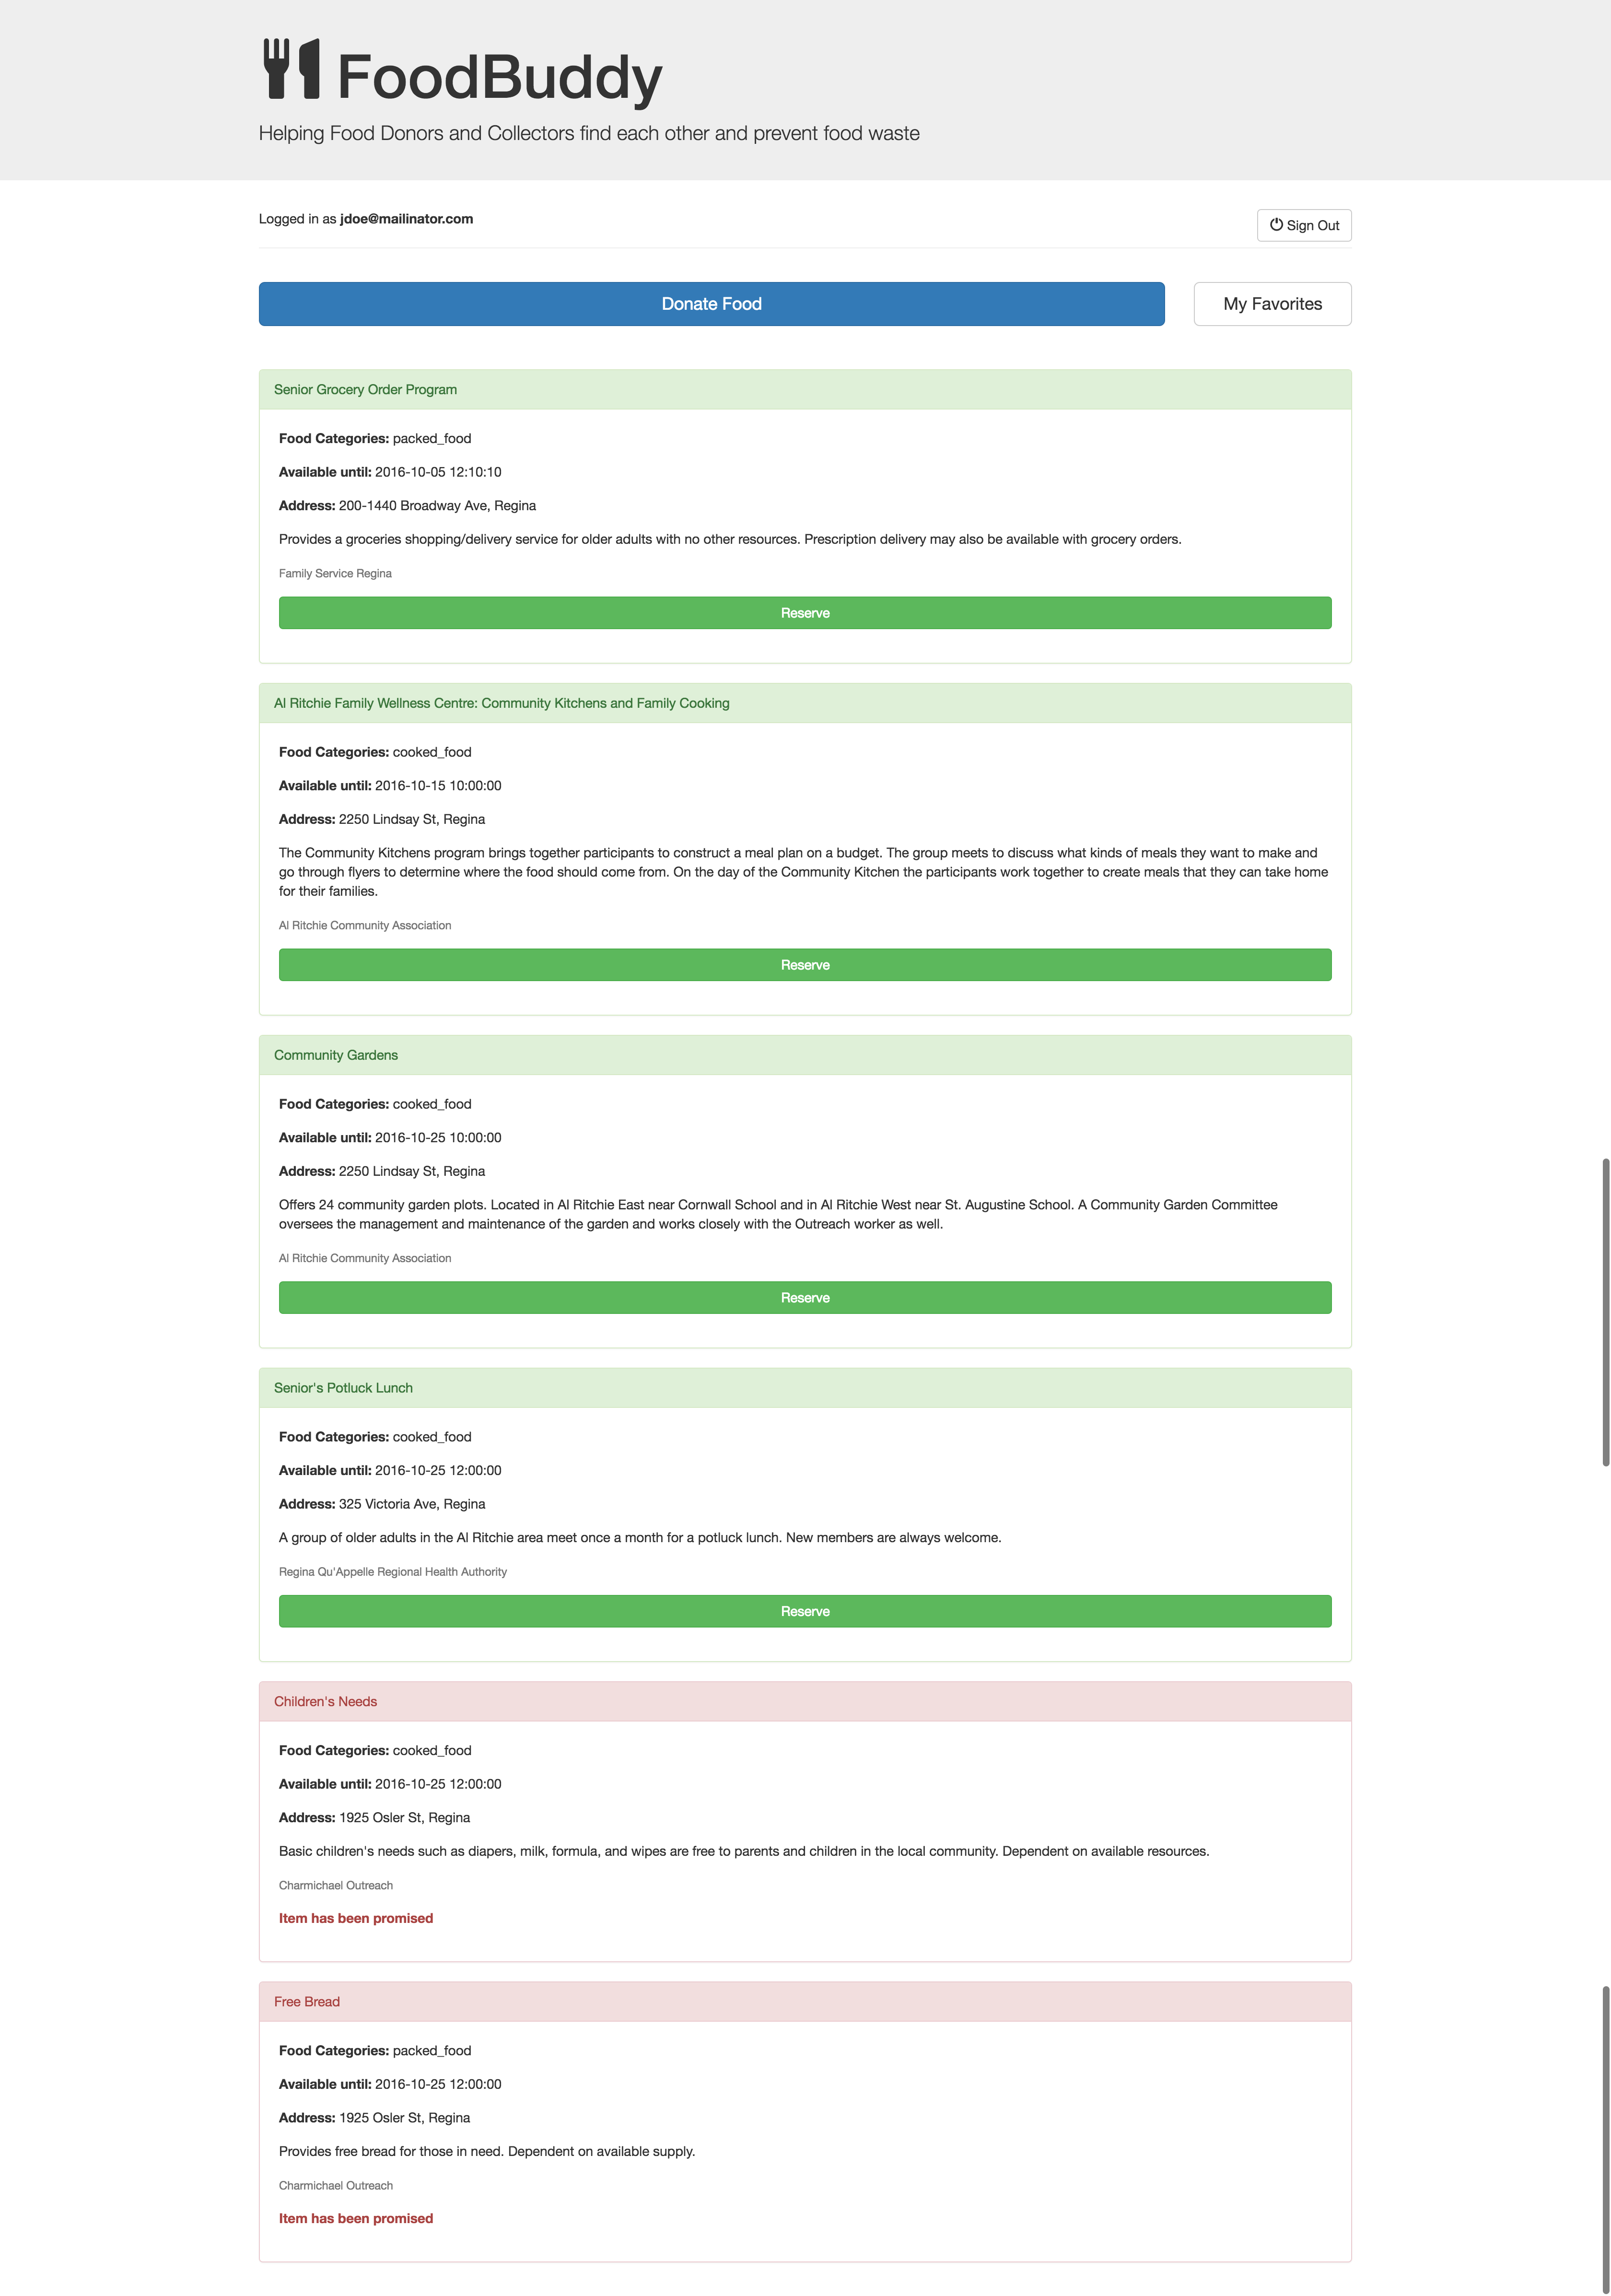 FoodBuddy
Helping Food Donors and Collectors find each other and prevent food waste
Logged in as jdoe@mailinator.com
Sign Out
Donate Food
My Favorites
Senior Grocery Order Program
Food Categories: packed_food
Available until: 2016-10-05 12:10:10
Address: 200-1440 Broadway Ave, Regina
Provides a groceries shopping/delivery service for older adults with no other resources. Prescription delivery may also be available with grocery orders.
Family Service Regina
Reserve
Al Ritchie Family Wellness Centre: Community Kitchens and Family Cooking
Food Categories: cooked_food
Available until: 2016-10-15 10:00:00
Address: 2250 Lindsay St, Regina
The Community Kitchens program brings together participants to construct a meal plan on a budget. The group meets to discuss what kinds of meals they want to make and
go through flyers to determine where the food should come from. On the day of the Community Kitchen the participants work together to create meals that they can take home
for their families.
Al Ritchie Community Association
Reserve
Community Gardens
Food Categories: cooked_food
Available until: 2016-10-25 10:00:00
Address: 2250 Lindsay St, Regina
Offers 24 community garden plots. Located in Al Ritchie East near Cornwall School and in Al Ritchie West near St. Augustine School. A Community Garden Committee
oversees the management and maintenance of the garden and works closely with the Outreach worker as well.
Al Ritchie Community Association
Reserve
Senior's Potluck Lunch
Food Categories: cooked_food
Available until: 2016-10-25 12:00:00
Address: 325 Victoria Ave, Regina
A group of older adults in the Al Ritchie area meet once a month for a potluck lunch. New members are always welcome.
Regina Qu'Appelle Regional Health Authority
Reserve
Children's Needs
Food Categories: cooked_food
Available until: 2016-10-25 12:00:00
Address: 1925 Osler St, Regina
Basic children's needs such as diapers, milk, formula, and wipes are free to parents and children in the local community. Dependent on available resources.
Charmichael Outreach
Item has been promised
Free Bread
Food Categories: packed_food
Available until: 2016-10-25 12:00:00
Address: 1925 Osler St, Regina
Provides free bread for those in need. Dependent on available supply.
Charmichael Outreach
Item has been promised